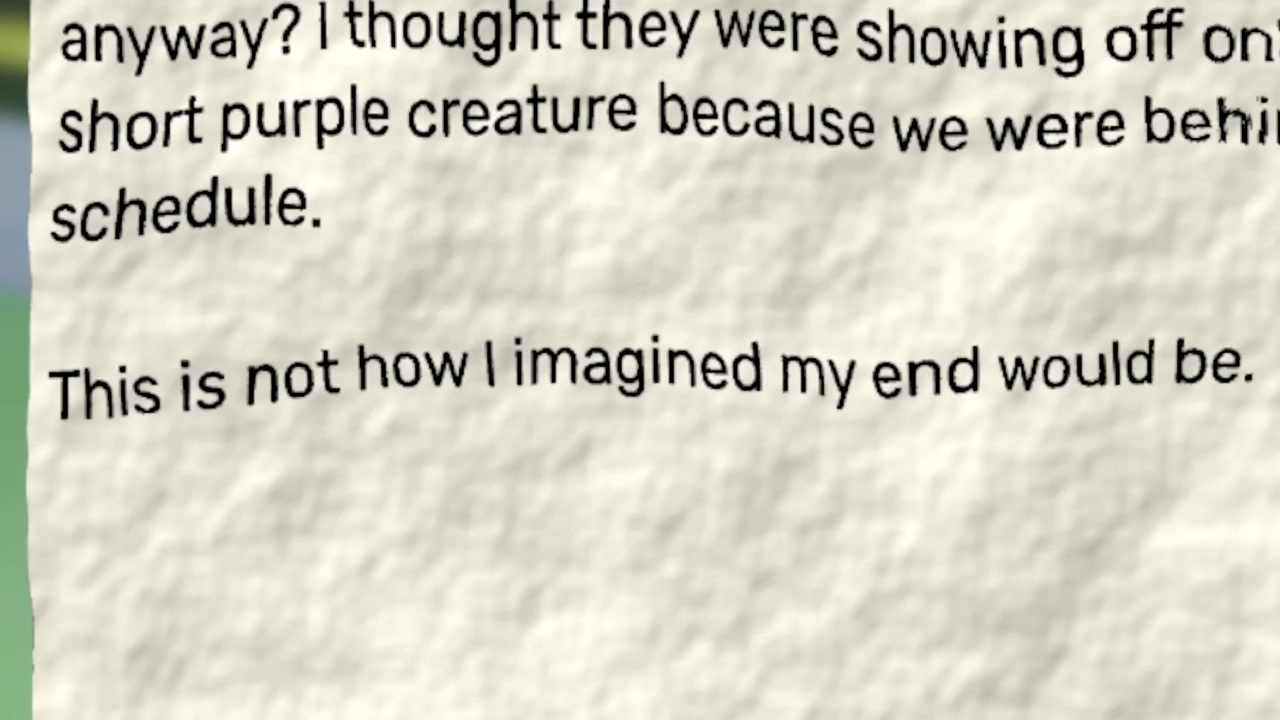 anyway? I thought they were showing off
short purple creature because we were
schedule.
This is not how I imagined my end would be.